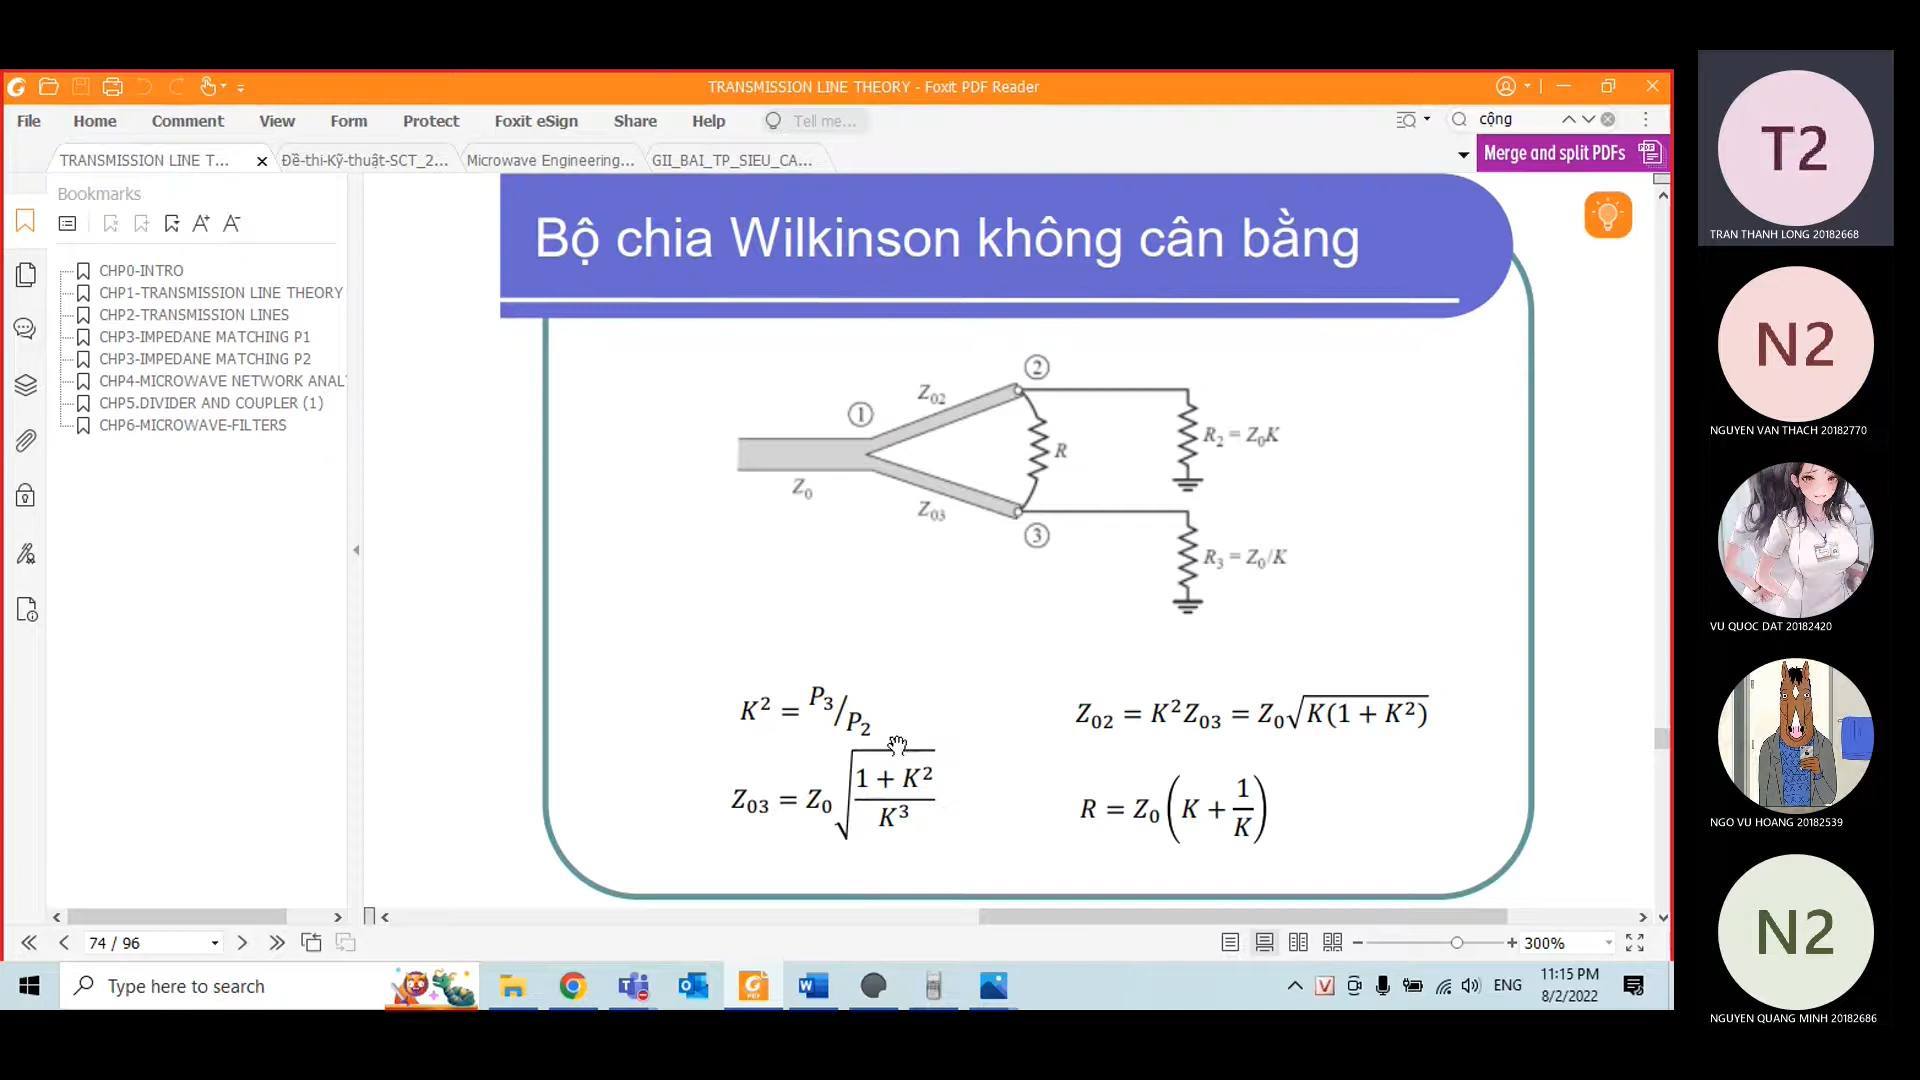 TRANSMISSION LINE THEORY - Foxit PDF Reader
File Home Comment View Form Protect Foxit eSign Share Help Tell me... cộng
TRANSMISSION LINE T... Đề-thi-Kỹ-thuật-SCT_2... Microwave Engineering... GII_BAI_TP_SIEU_CA... Merge and split PDFs
Bookmarks
CHP0-INTRO
CHP1-TRANSMISSION LINE THEORY
CHP2-TRANSMISSION LINES
CHP3-IMPEDANE MATCHING P1
CHP3-IMPEDANE MATCHING P2
CHP4-MICROWAVE NETWORK ANAL
CHP5.DIVIDER AND COUPLER (1)
CHP6-MICROWAVE-FILTERS
Bộ chia Wilkinson không cân bằng
②
Z₀₂
①
R₂ = Z₀K
R
Z₀
Z₀₃
③
R₃ = Z₀/K
K² = P₃/P₂
Z₀₂ = K²Z₀₃ = Z₀√(K(1 + K²))
Z₀₃ = Z₀√((1 + K²)/K³)
R = Z₀(K + 1/K)
74 / 96
300%
Type here to search
ENG
11:15 PM
8/2/2022
T2
TRAN THANH LONG 20182668
N2
NGUYEN VAN THACH 20182770
VU QUOC DAT 20182420
NGO VU HOANG 20182539
N2
NGUYEN QUANG MINH 20182686